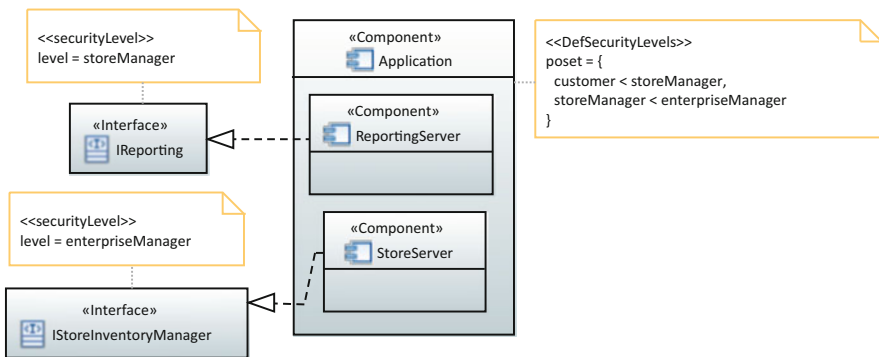 <<securityLevel>>
level = storeManager
«Interface»
IReporting
<<securityLevel>>
level = enterpriseManager
«Interface»
IStoreInventoryManager
«Component»
Application
«Component»
ReportingServer
«Component»
StoreServer
<<DefSecurityLevels>>
poset = {
customer < storeManager,
storeManager < enterpriseManager
}